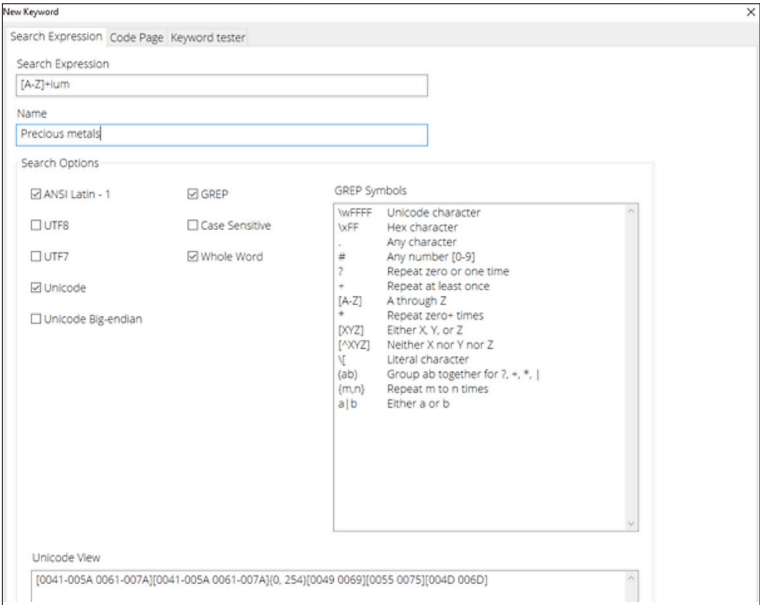 New Keyword
Search Expression Code Page Keyword tester
Search Expression
[A-Z]+ium
Name
Precious metals
Search Options
ANSI Latin - 1
UTF8
UTF7
Unicode
Unicode Big-endian
GREP
Case Sensitive
Whole Word
GREP Symbols
\wFFFF Unicode character
\xFF Hex character
. Any character
# Any number [0-9]
? Repeat zero or one time
+ Repeat at least once
[A-Z] A through Z
* Repeat zero+ times
[XYZ] Either X, Y, or Z
[^XYZ] Neither X nor Y nor Z
\[ Literal character
(ab) Group ab together for ?, +, *, |
{m,n} Repeat m to n times
a|b Either a or b
Unicode View
[0041-005A 0061-007A][0041-005A 0061-007A]{0, 254}[0049 0069][0055 0075][004D 006D]